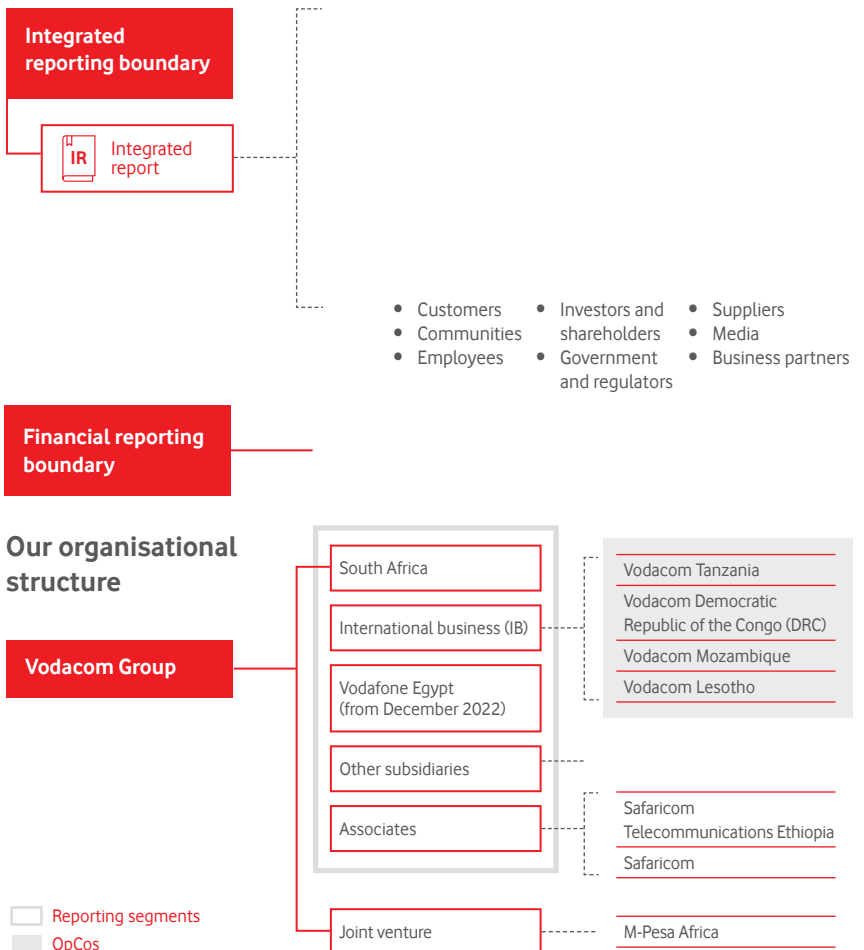 Integrated
reporting boundary
IR
Integrated
report
• Customers
• Communities
• Employees
• Investors and
shareholders
• Government
and regulators
• Suppliers
• Media
• Business partners
Financial reporting
boundary
Our organisational
structure
Vodacom Group
South Africa
International business (IB)
Vodafone Egypt
(from December 2022)
Other subsidiaries
Associates
Joint venture
Vodacom Tanzania
Vodacom Democratic
Republic of the Congo (DRC)
Vodacom Mozambique
Vodacom Lesotho
Safaricom
Telecommunications Ethiopia
Safaricom
M-Pesa Africa
Reporting segments
OpCos